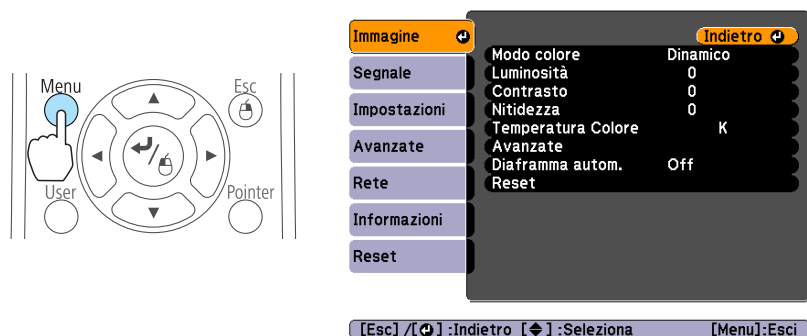 Menu
Esc
User
Pointer
Immagine
Segnale
Impostazioni
Avanzate
Rete
Informazioni
Reset
Indietro
Modo colore Dinamico
Luminosità 0
Contrasto 0
Nitidezza 0
Temperatura Colore K
Avanzate
Diaframma autom. Off
Reset
[Esc] /[ ] :Indietro [ ] :Seleziona [Menu]:Esci